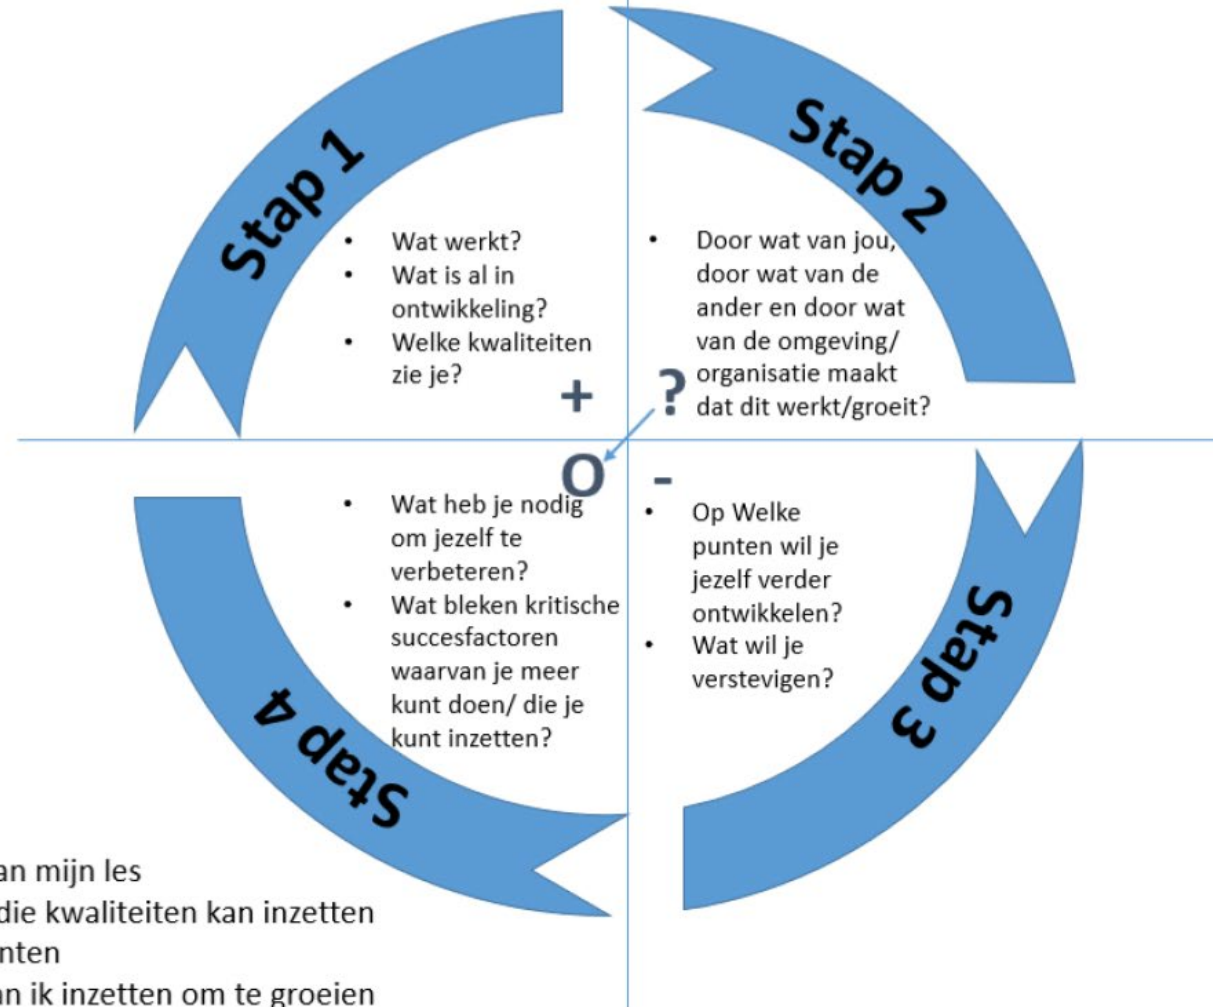 Stap 1
• Wat werkt?
• Wat is al in
ontwikkeling?
• Welke kwaliteiten
zie je?
+
Stap 2
• Door wat van jou,
door wat van de
ander en door wat
van de omgeving/
organisatie maakt
dat dit werkt/groeit?
?
Stap 3
-
• Op Welke
punten wil je
jezelf verder
ontwikkelen?
• Wat wil je
verstevigen?
Stap 4
O
• Wat heb je nodig
om jezelf te
verbeteren?
• Wat bleken kritische
succesfactoren
waarvan je meer
kunt doen/ die je
kunt inzetten?
mijn les
die kwaliteiten kan inzetten
ik inzetten om te groeien